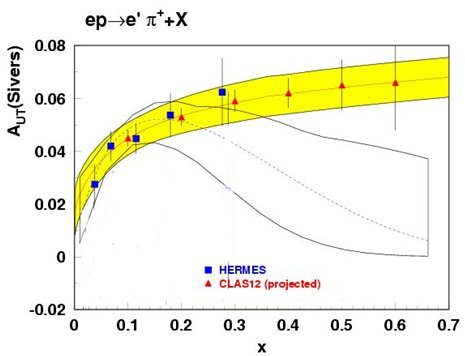 ep→e' π⁺+X
A_UT(Sivers)
0.08
0.06
0.04
0.02
0
-0.02
HERMES
CLAS12 (projected)
0 0.1 0.2 0.3 0.4 0.5 0.6 0.7
x